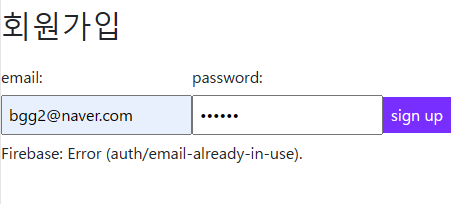 회원가입
email: password:
bgg2@naver.com •••••• sign up
Firebase: Error (auth/email-already-in-use).